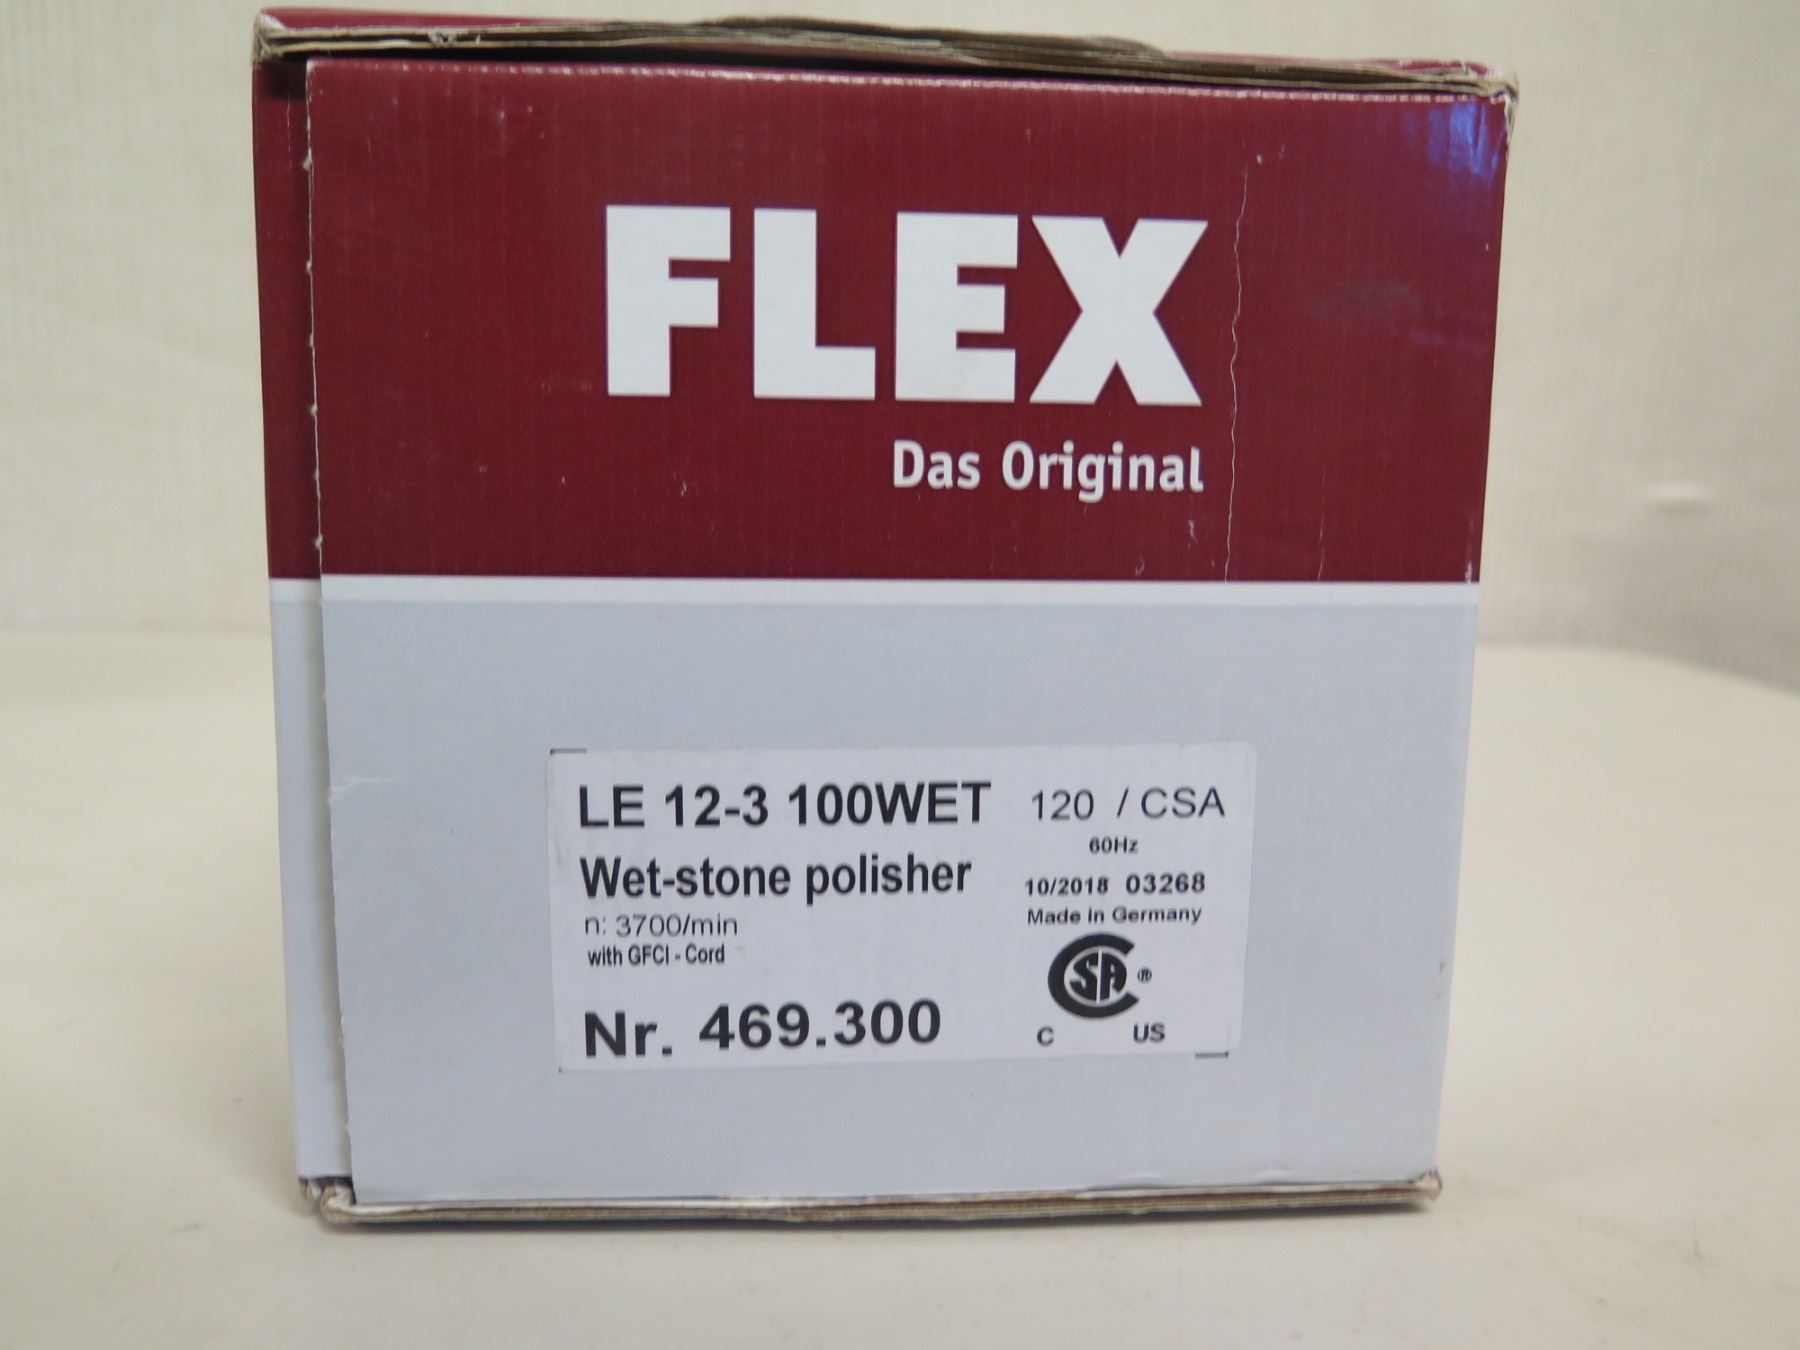 FLEX
Das Original
LE 12-3 100WET 120 / CSA
60Hz
Wet-stone polisher
10/2018 03268
n: 3700/min
Made in Germany
with GFCI - Cord
CSA ®
Nr. 469.300
C US